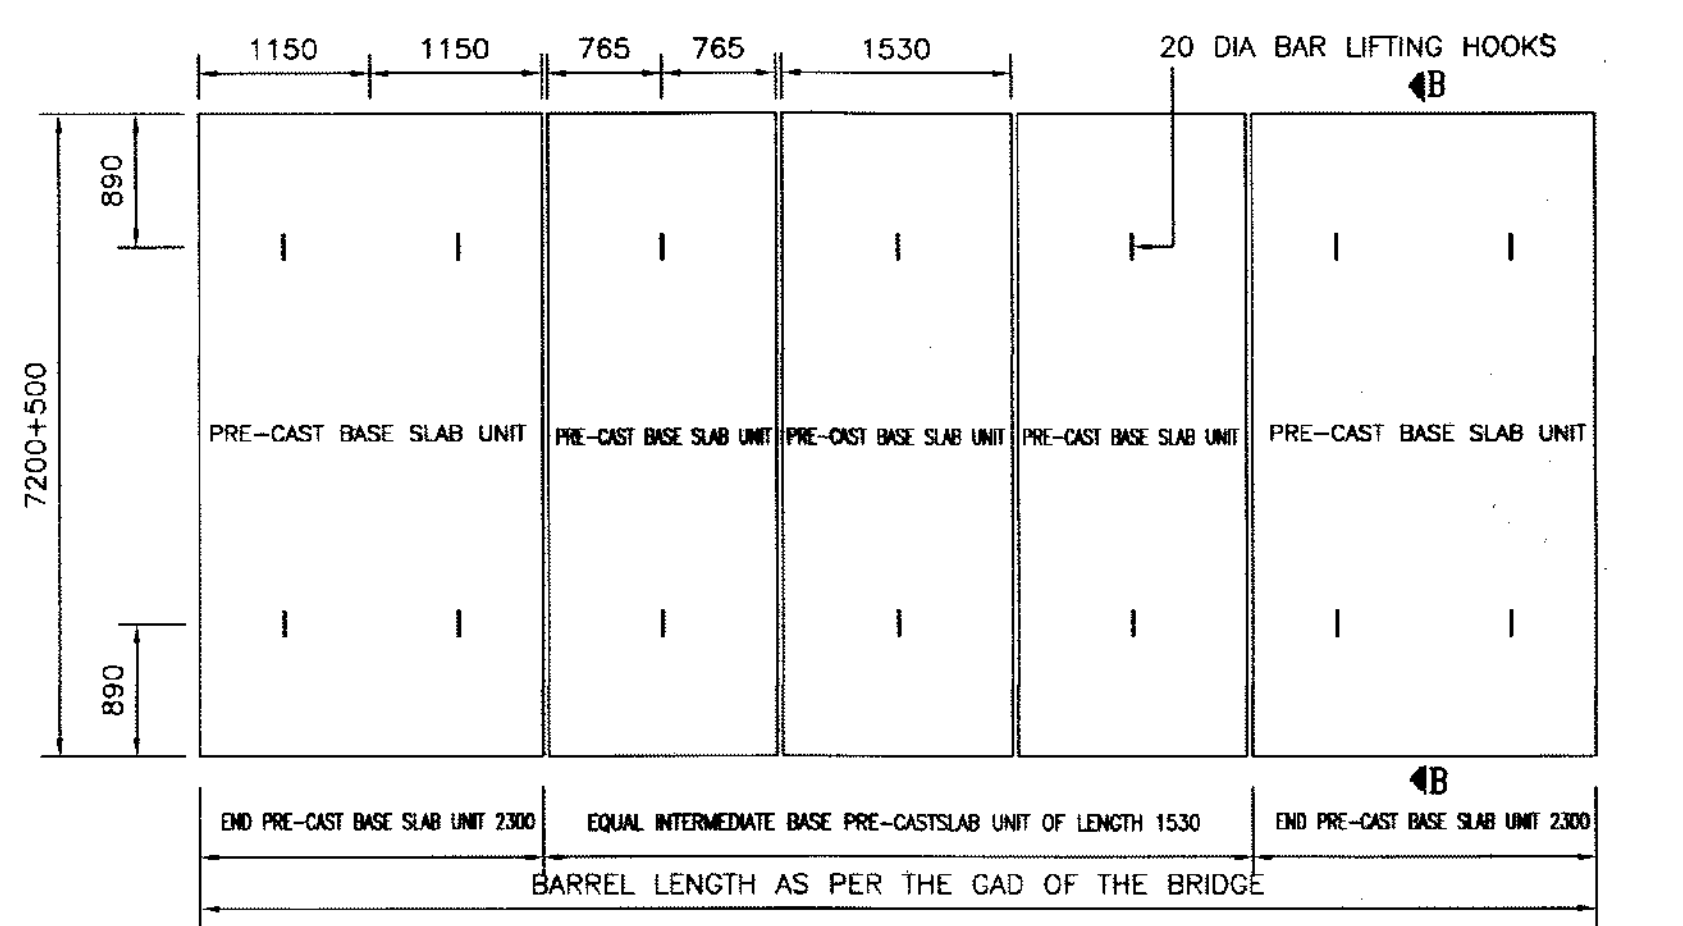 1150 1150 765 765 1530 20 DIA BAR LIFTING HOOKS
B
890
7200+500
PRE-CAST BASE SLAB UNIT PRE-CAST BASE SLAB UNIT PRE-CAST BASE SLAB UNIT PRE-CAST BASE SLAB UNIT PRE-CAST BASE SLAB UNIT
890
B
END PRE-CAST BASE SLAB UNIT 2300 EQUAL INTERMEDIATE BASE PRE-CASTSLAB UNIT OF LENGTH 1530 END PRE-CAST BASE SLAB UNIT 2300
BARREL LENGTH AS PER THE GAD OF THE BRIDGE